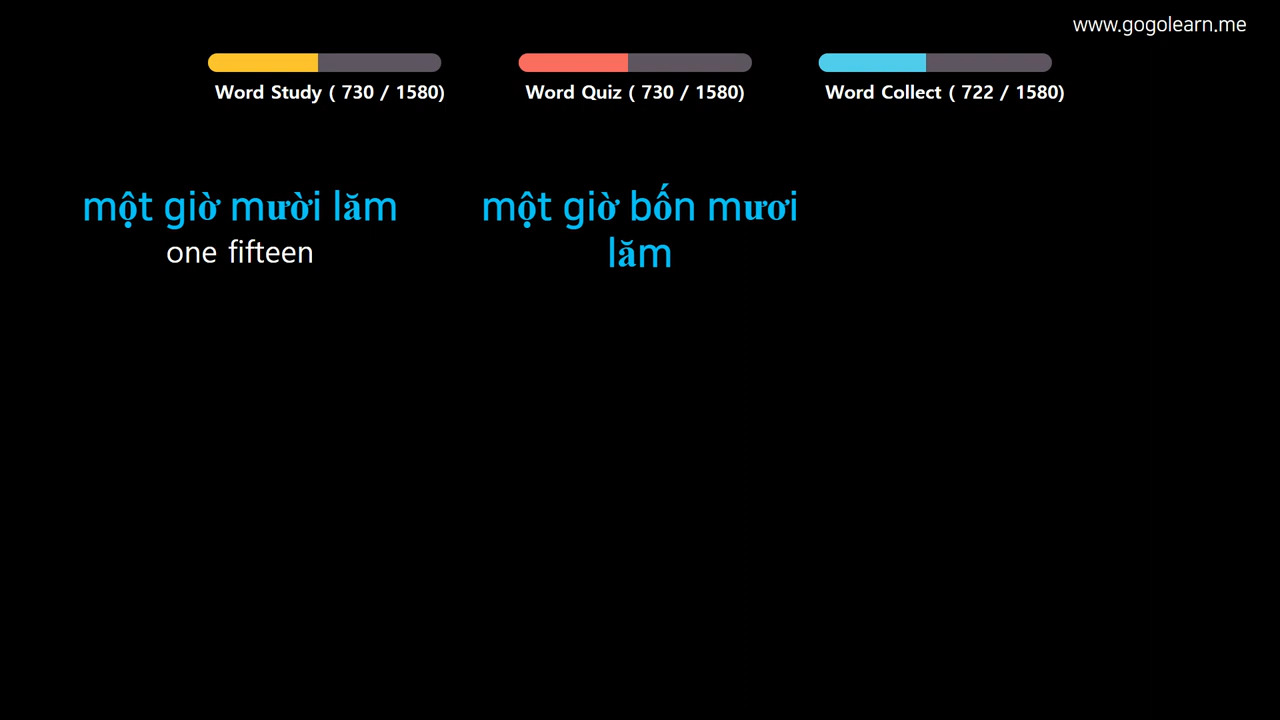 www.gogolearn.me
Word Study ( 730 / 1580)
Word Quiz ( 730 / 1580)
Word Collect ( 722 / 1580)
một giờ mười lăm
one fifteen
một giờ bốn mươi
lăm